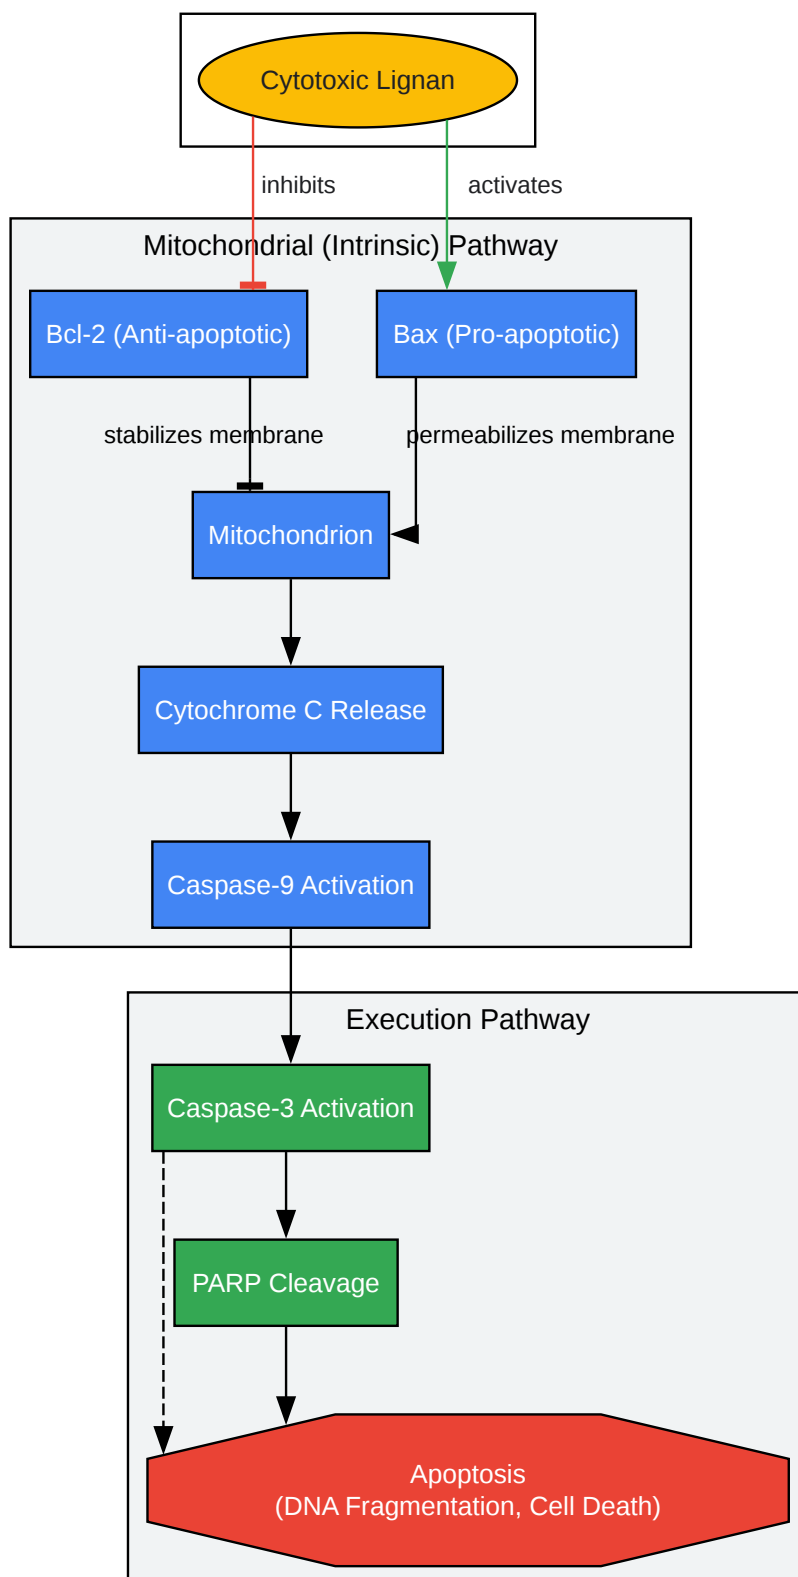 Cytotoxic Lignan
inhibits
activates
Mitochondrial (Intrinsic) Pathway
Bcl-2 (Anti-apoptotic)
Bax (Pro-apoptotic)
stabilizes membrane
permeabilizes membrane
Mitochondrion
Cytochrome C Release
Caspase-9 Activation
Execution Pathway
Caspase-3 Activation
PARP Cleavage
Apoptosis
(DNA Fragmentation, Cell Death)